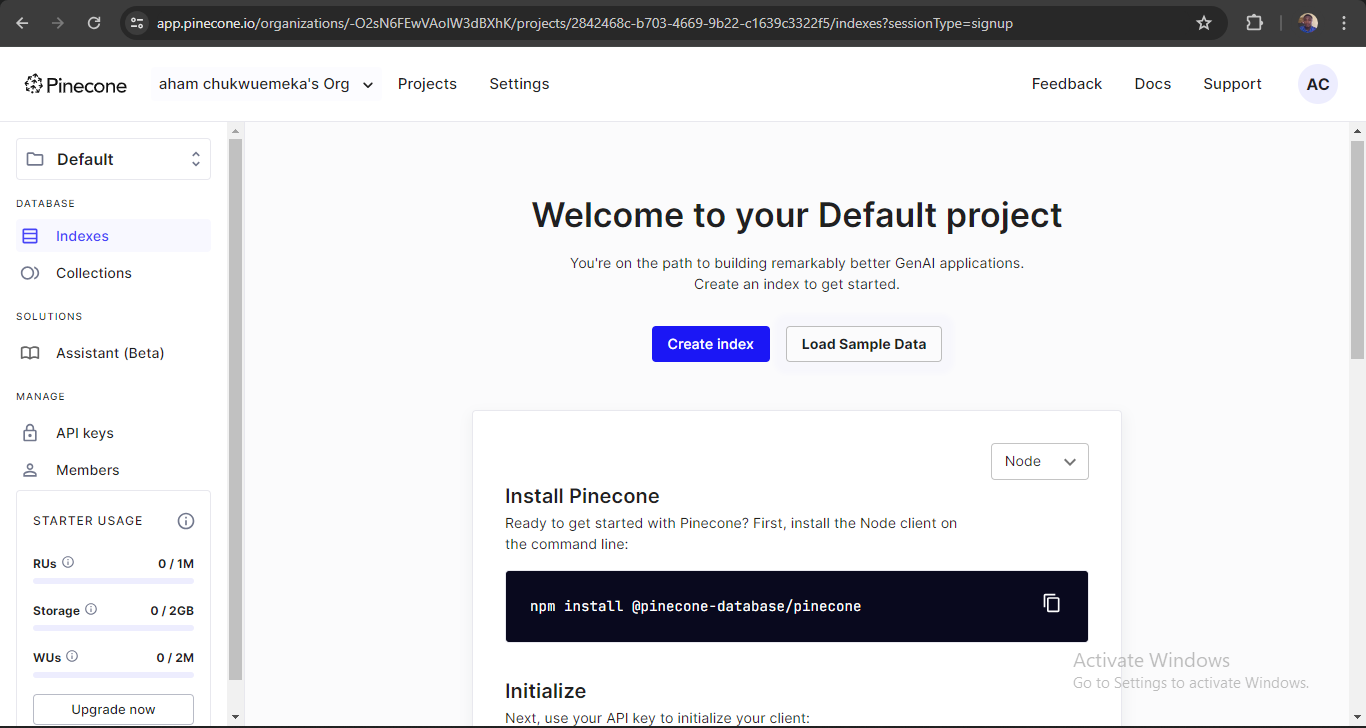 app.pinecone.io/organizations/-O2sN6FEwVAoIW3dBXhK/projects/2842468c-b703-4669-9b22-c1639c3322f5/indexes?sessionType=signup
Pinecone
aham chukwuemeka's Org
Projects
Settings
Feedback
Docs
Support
AC
Default
DATABASE
Indexes
Collections
SOLUTIONS
Assistant (Beta)
MANAGE
API keys
Members
STARTER USAGE
RUs 0 / 1M
Storage 0 / 2GB
WUs 0 / 2M
Upgrade now
Welcome to your Default project
You're on the path to building remarkably better GenAI applications.
Create an index to get started.
Create index
Load Sample Data
Node
Install Pinecone
Ready to get started with Pinecone? First, install the Node client on
the command line:
npm install @pinecone-database/pinecone
Initialize
Next, use your API key to initialize your client:
Activate Windows
Go to Settings to activate Windows.